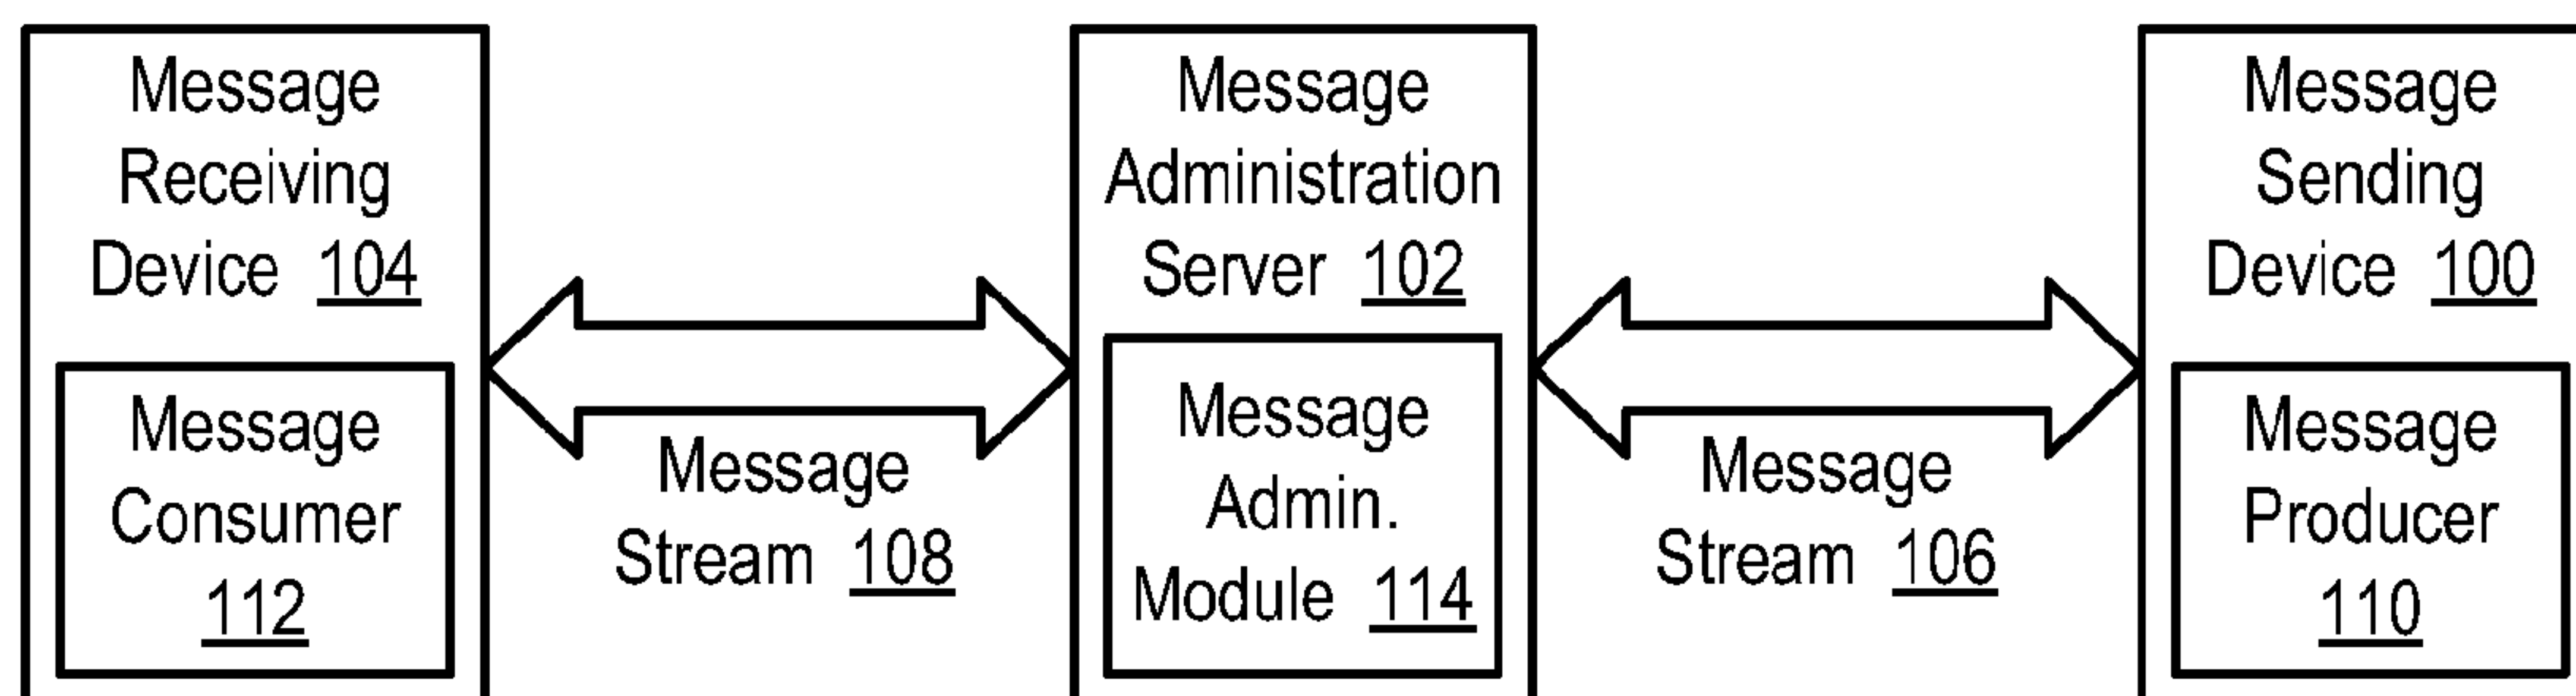 Message
Receiving
Device 104
Message
Consumer
112
Message
Stream 108
Message
Administration
Server 102
Message
Admin.
Module 114
Message
Stream 106
Message
Sending
Device 100
Message
Producer
110